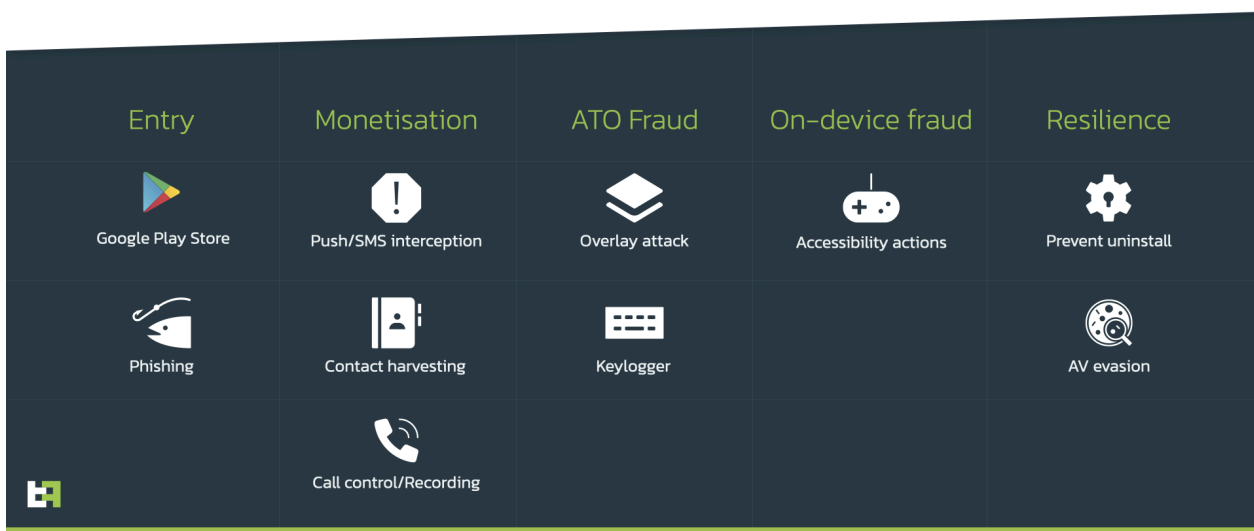 Entry
Monetisation
ATO Fraud
On-device fraud
Resilience
Google Play Store
Push/SMS interception
Overlay attack
Accessibility actions
Prevent uninstall
Phishing
Contact harvesting
Keylogger
AV evasion
Call control/Recording